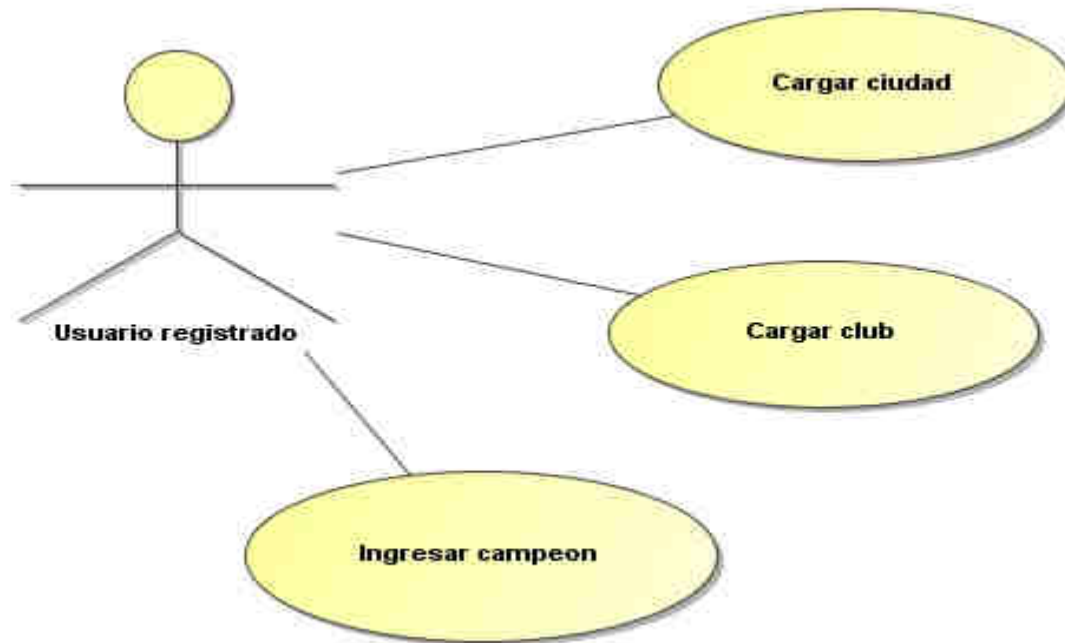 Cargar ciudad
Usuario registrado
Cargar club
Ingresar campeon